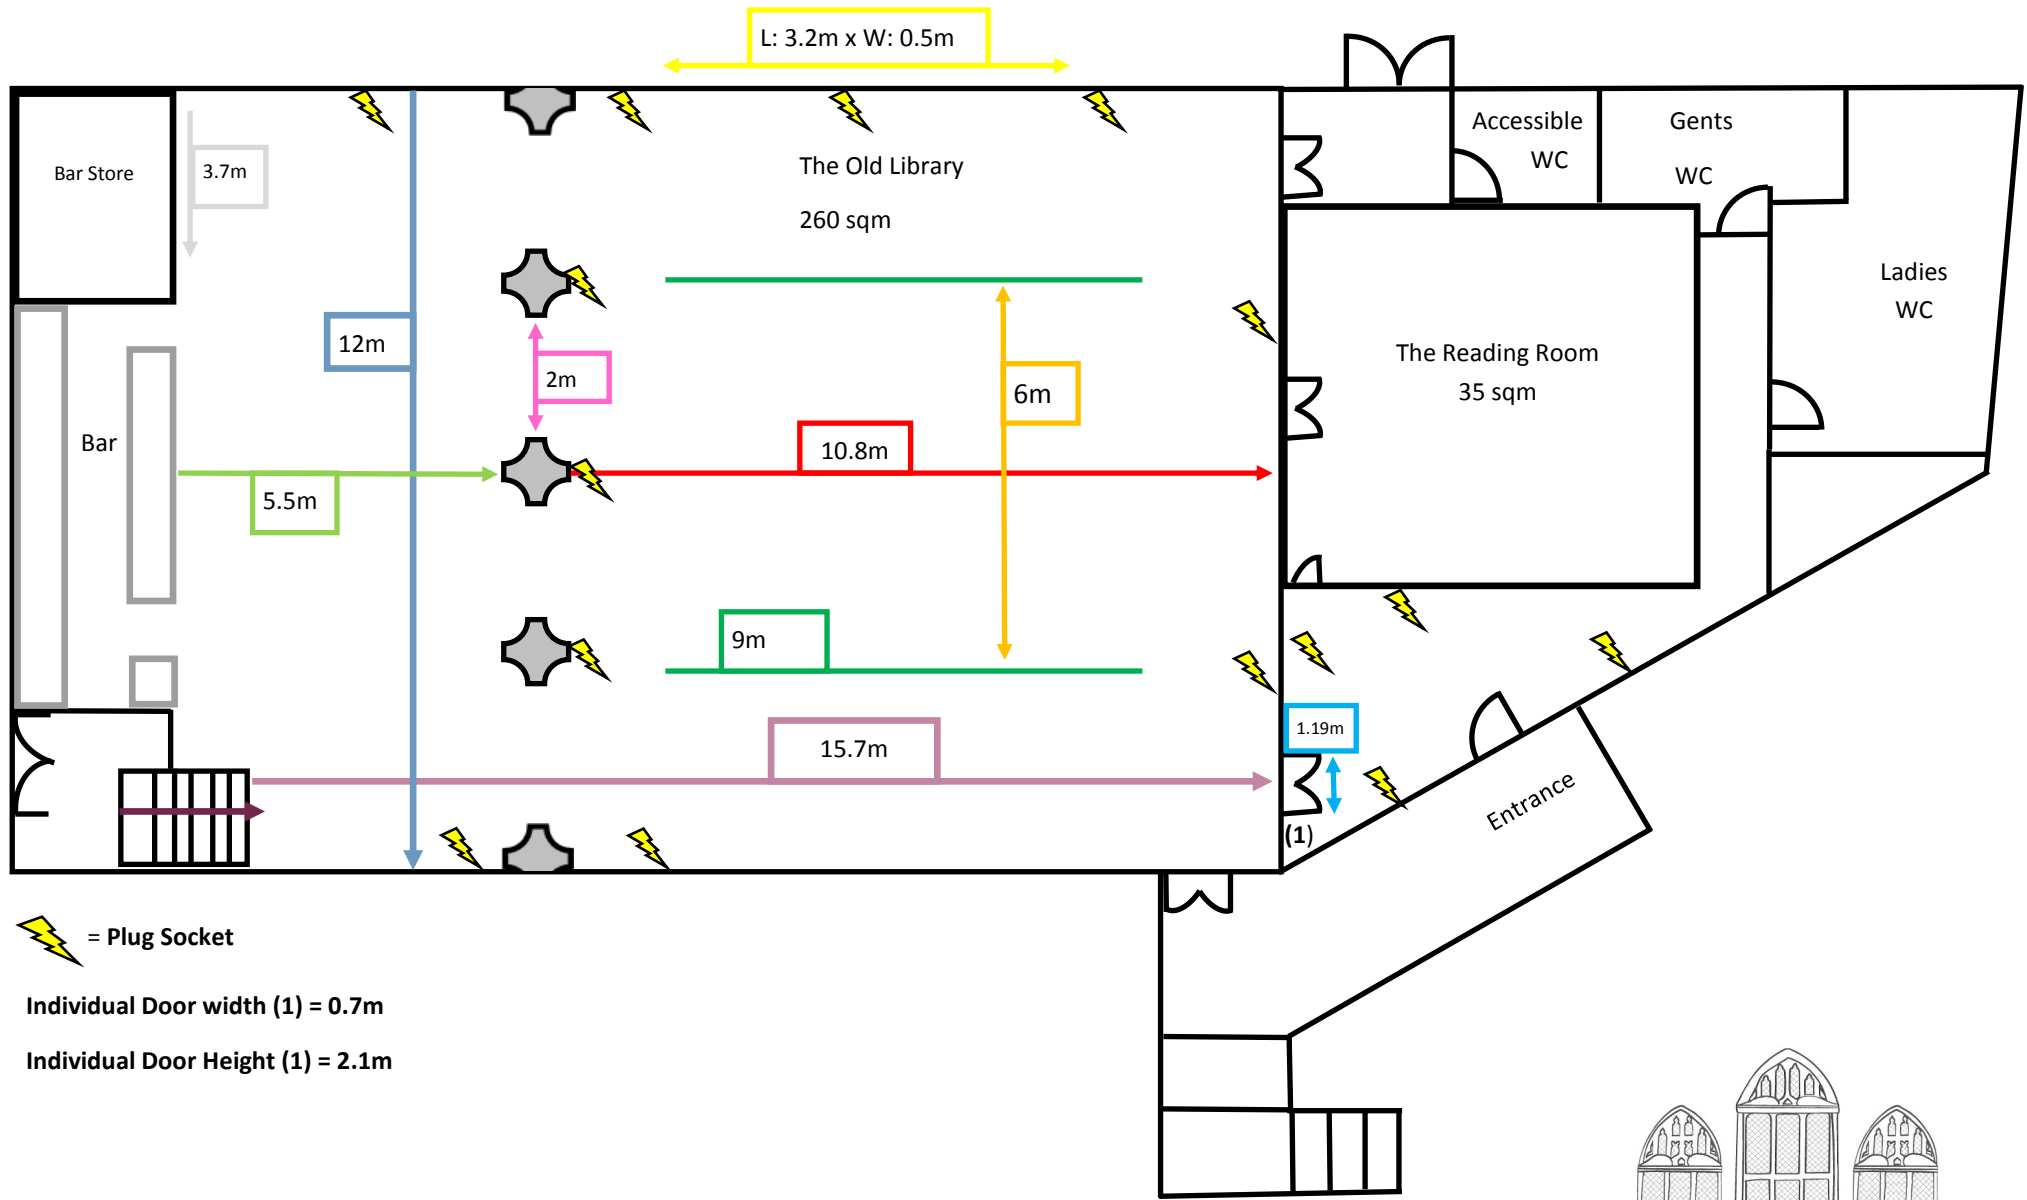 L: 3.2m x W: 0.5m
Bar Store
3.7m
The Old Library
260 sqm
Accessible
WC
Gents
WC
Ladies
WC
12m
2m
6m
The Reading Room
35 sqm
Bar
10.8m
5.5m
9m
15.7m
1.19m
(1)
Entrance
= Plug Socket
Individual Door width (1) = 0.7m
Individual Door Height (1) = 2.1m